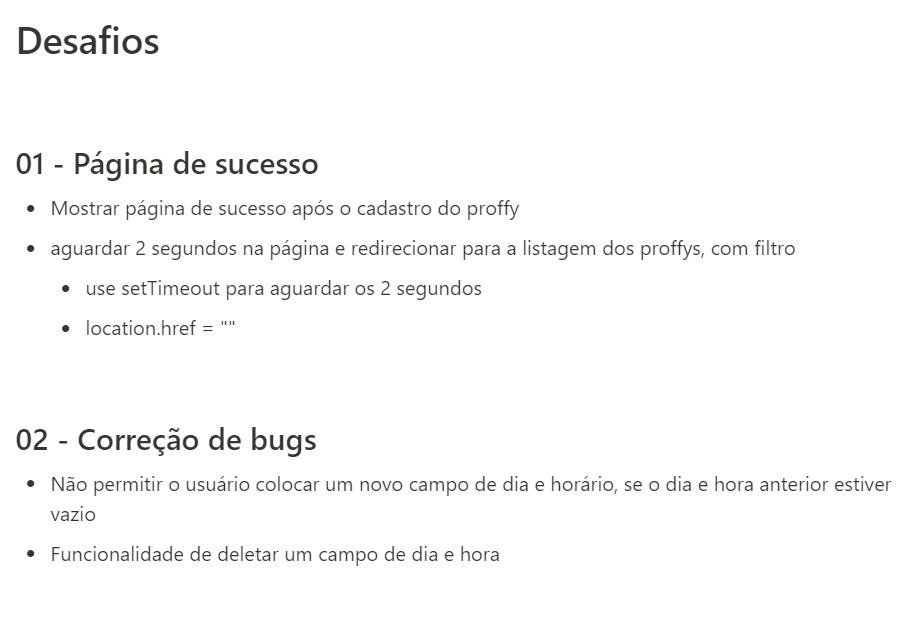 Desafios
01 - Página de sucesso
Mostrar página de sucesso após o cadastro do proffy
aguardar 2 segundos na página e redirecionar para a listagem dos proffys, com filtro
use setTimeout para aguardar os 2 segundos
location.href = ""
02 - Correção de bugs
Não permitir o usuário colocar um novo campo de dia e horário, se o dia e hora anterior estiver
vazio
Funcionalidade de deletar um campo de dia e hora